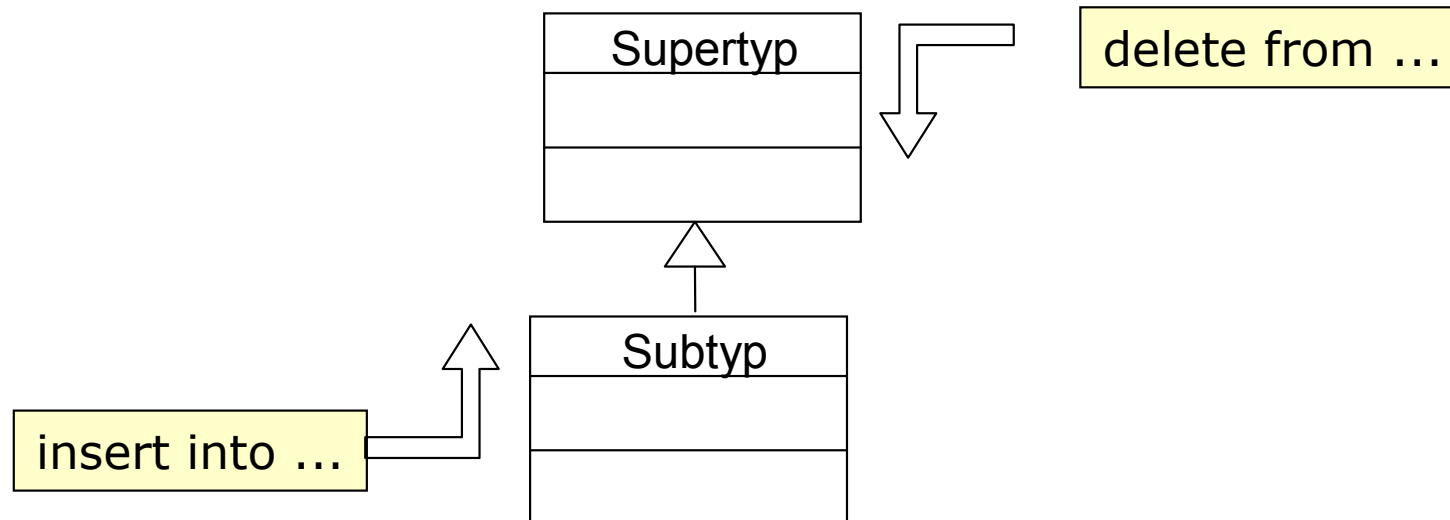 Supertyp
delete from ...
Subtyp
insert into ...